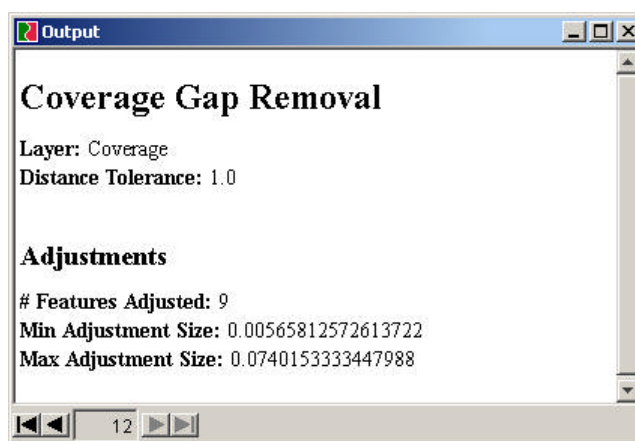 Output
Coverage Gap Removal
Layer: Coverage
Distance Tolerance: 1.0
Adjustments
# Features Adjusted: 9
Min Adjustment Size: 0.00565812572613722
Max Adjustment Size: 0.0740153333447988
12